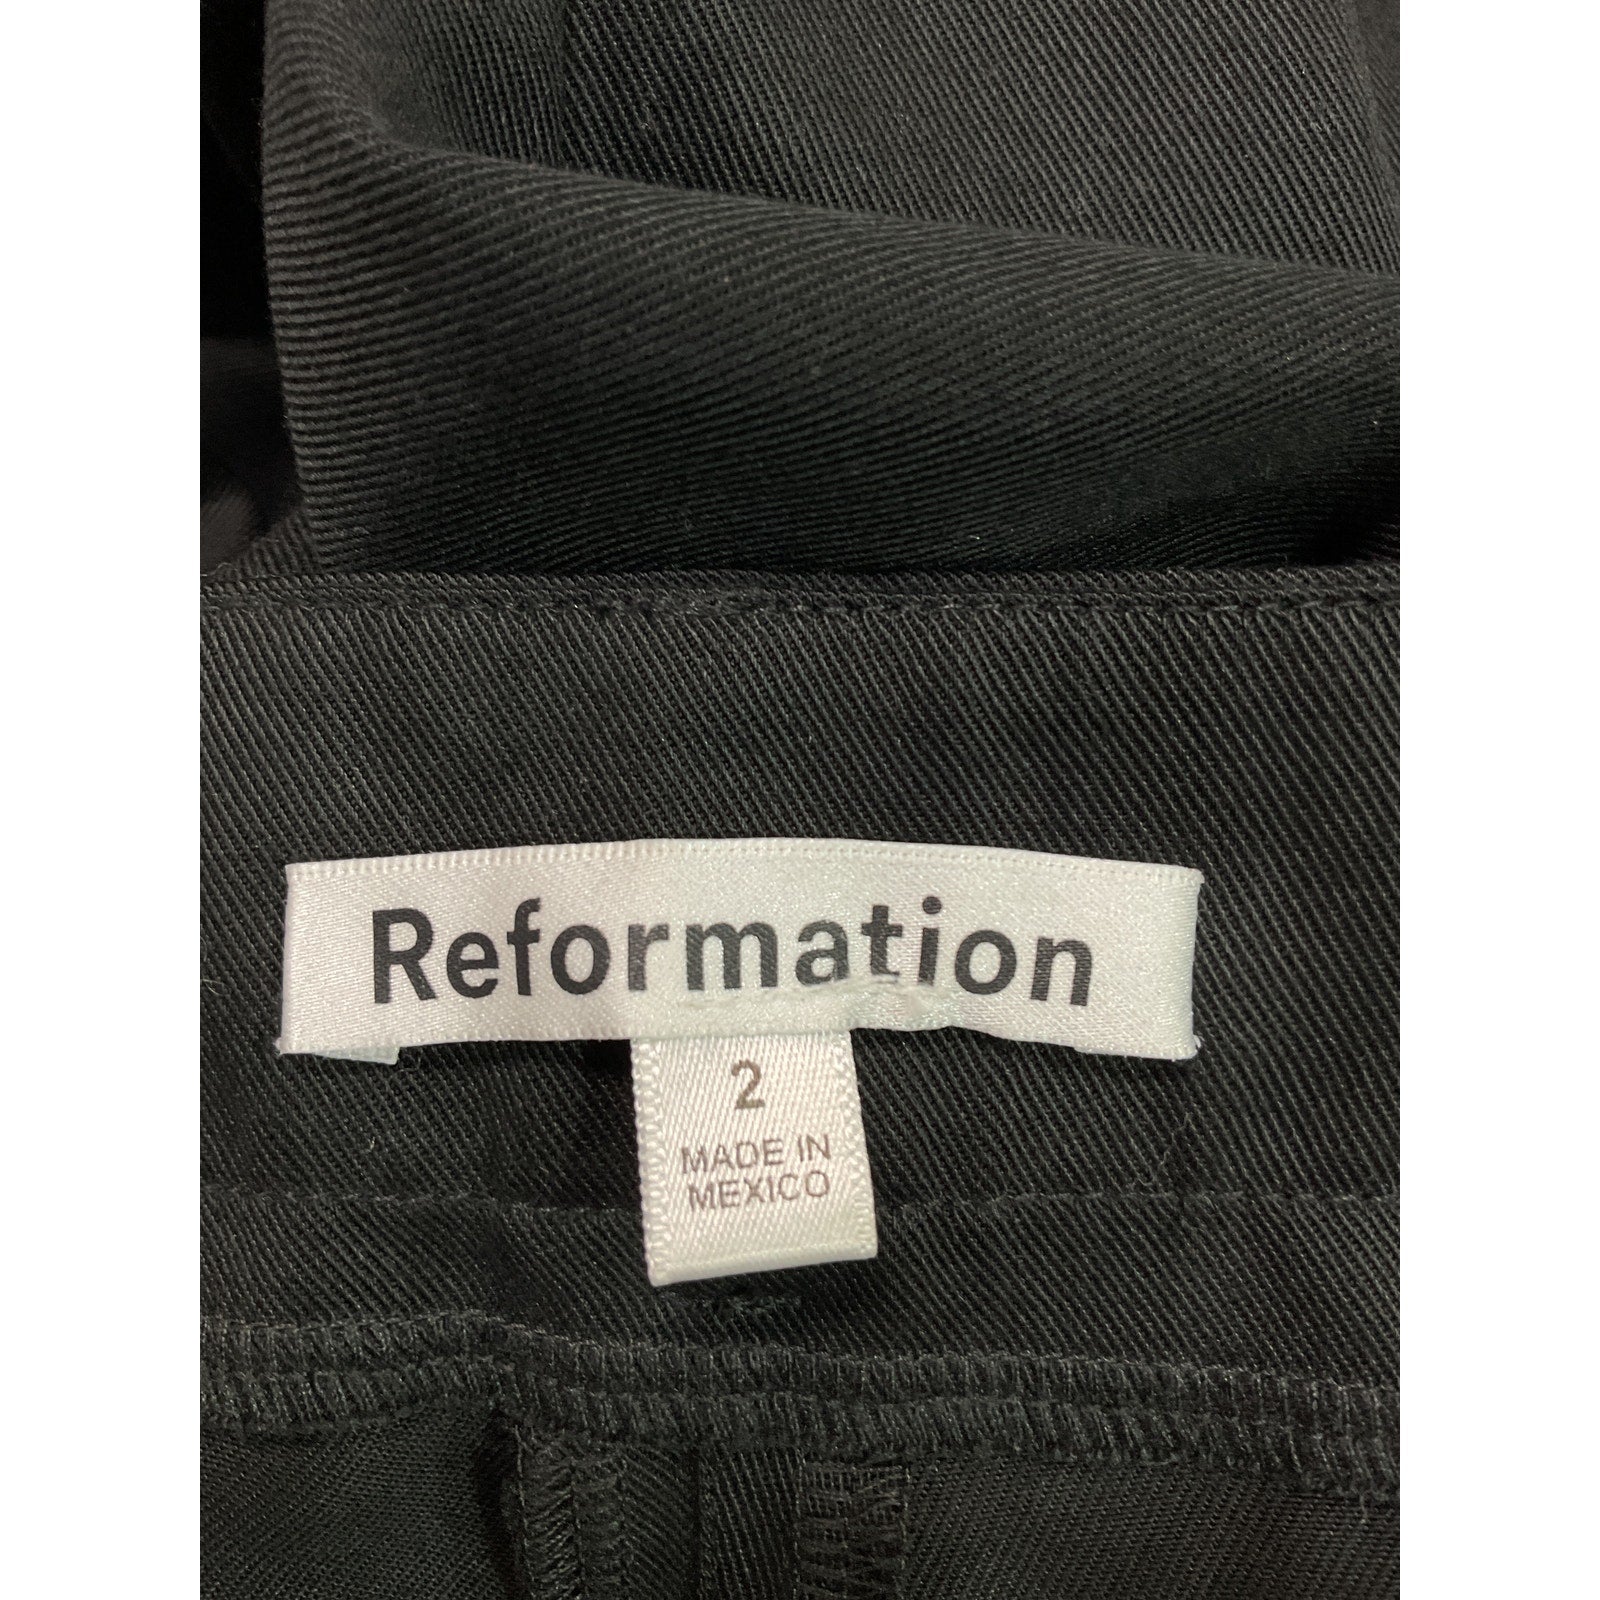 Reformation
2
MADE IN
MEXICO